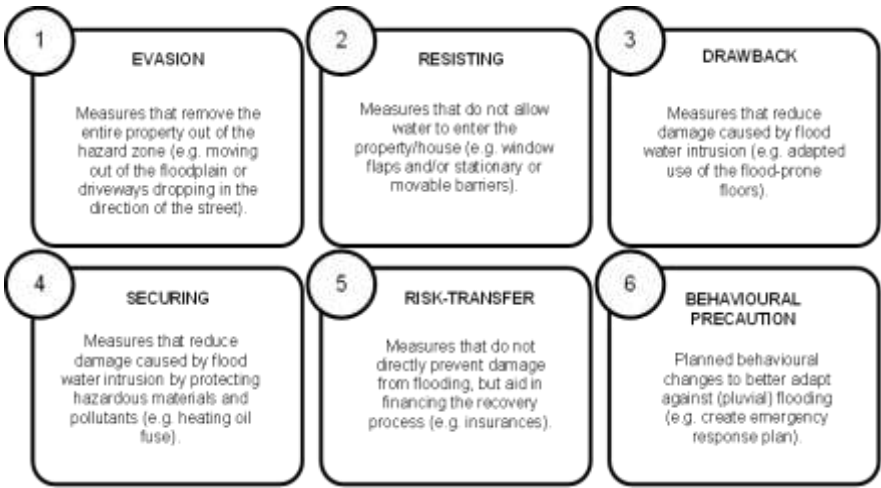 1
EVASION
Measures that remove the
entire property out of the
hazard zone (e.g. moving
out of the floodplain or
driveways dropping in the
direction of the street).
2
RESISTING
Measures that do not allow
water to enter the
property/house (e.g. window
flaps and/or stationary or
movable barriers).
3
DRAWBACK
Measures that reduce
damage caused by flood
water intrusion (e.g. adapted
use of the flood-prone
floors).
4
SECURING
Measures that reduce
damage caused by flood
water intrusion by protecting
hazardous materials and
pollutants (e.g. heating oil
fuse).
5
RISK-TRANSFER
Measures that do not
directly prevent damage
from flooding, but aid in
financing the recovery
process (e.g. insurances).
6
BEHAVIOURAL
PRECAUTION
Planned behavioural
changes to better adapt
against (pluvial) flooding
(e.g. create emergency
response plan).